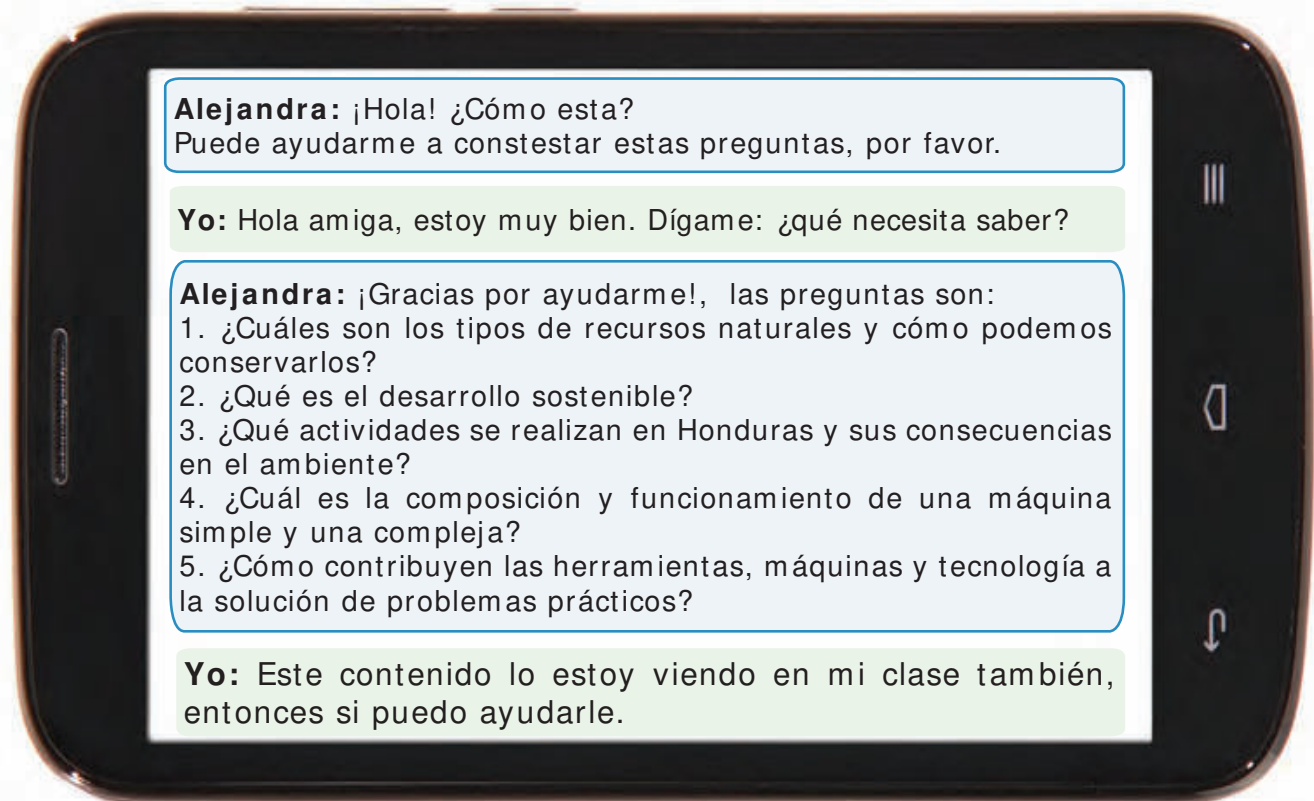 Alejandra: ¡Hola! ¿Cómo esta?
Puede ayudarme a constestar estas preguntas, por favor.
Yo: Hola amiga, estoy muy bien. Dígame: ¿qué necesita saber?
Alejandra: ¡Gracias por ayudarme!, las preguntas son:
1. ¿Cuáles son los tipos de recursos naturales y cómo podemos
conservarlos?
2. ¿Qué es el desarrollo sostenible?
3. ¿Qué actividades se realizan en Honduras y sus consecuencias
en el ambiente?
4. ¿Cuál es la composición y funcionamiento de una máquina
simple y una compleja?
5. ¿Cómo contribuyen las herramientas, máquinas y tecnología a
la solución de problemas prácticos?
Yo: Este contenido lo estoy viendo en mi clase también,
entonces si puedo ayudarle.